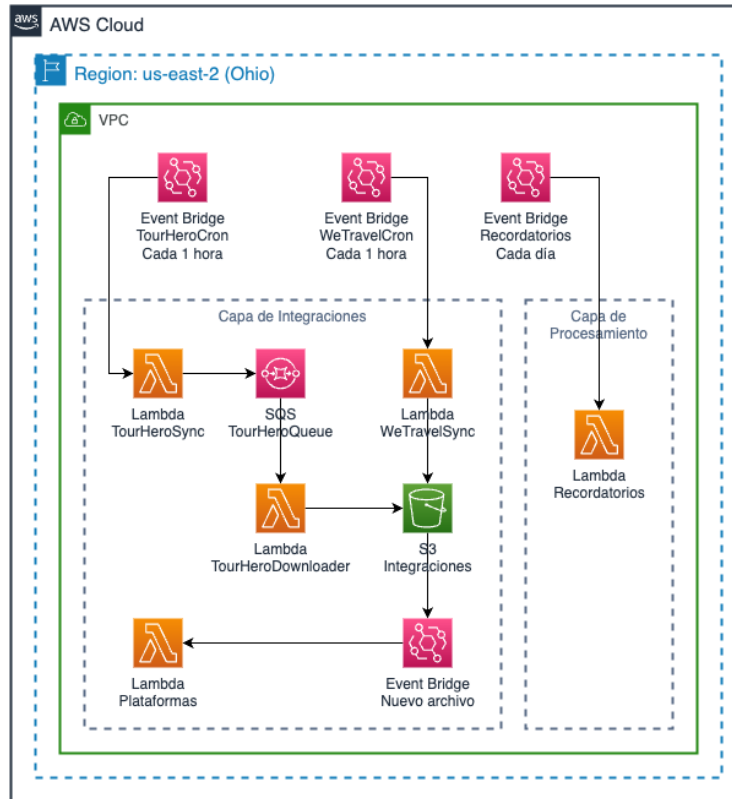 aws
AWS Cloud
Region: us-east-2 (Ohio)
VPC
Event Bridge
TourHeroCron
Cada 1 hora
Event Bridge
WeTravelCron
Cada 1 hora
Event Bridge
Recordatorios
Cada día
Capa de Integraciones
Capa de
Procesamiento
Lambda
TourHeroSync
SQS
TourHeroQueue
Lambda
WeTravelSync
Lambda
Recordatorios
Lambda
TourHeroDownloader
S3
Integraciones
Lambda
Plataformas
Event Bridge
Nuevo archivo